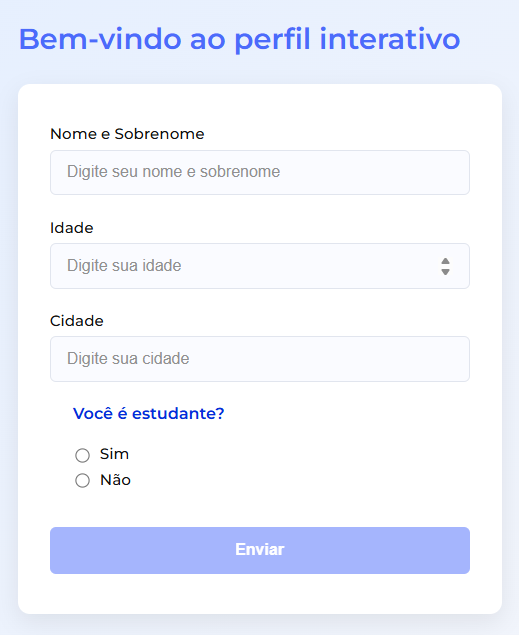 Bem-vindo ao perfil interativo
Nome e Sobrenome
Digite seu nome e sobrenome
Idade
Digite sua idade
Cidade
Digite sua cidade
Você é estudante?
Sim
Não
Enviar